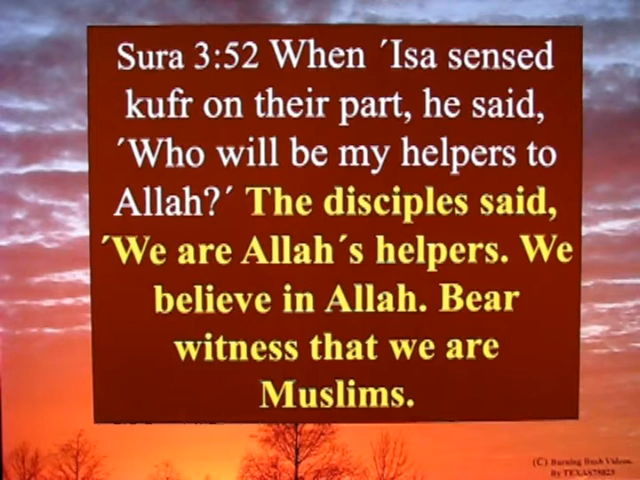 Sura 3:52 When ´Isa sensed
kufr on their part, he said,
´Who will be my helpers to
Allah?´ The disciples said,
´We are Allah´s helpers. We
believe in Allah. Bear
witness that we are
Muslims.
(C) Burning Bush Videos.
By TEXAS75023